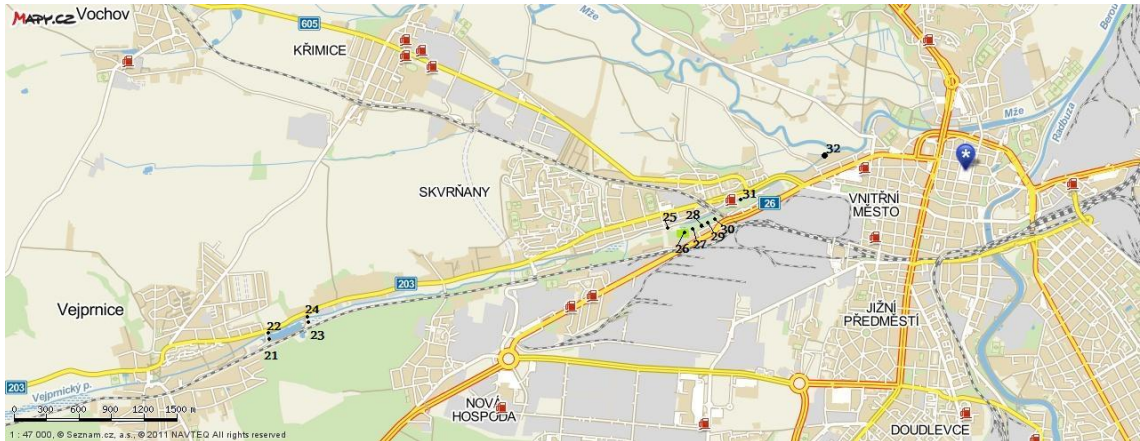 Mapy.cz
Vochov
605
KŘIMICE
Mže
Berou
Mže
Radbuza
32
SKVRŇANY
31
26
VNITŘNÍ
MĚSTO
25
28
30
29
27
26
203
Vejprnice
24
22
23
21
JIŽNÍ
PŘEDMĚSTÍ
203
Vejprnický p.
NOVÁ
HOSPODA
DOUDLEVCE
0 300 600 900 1200 1500 m
1 : 47 000, © Seznam.cz, a.s., © 2011 NAVTEQ All rights reserved